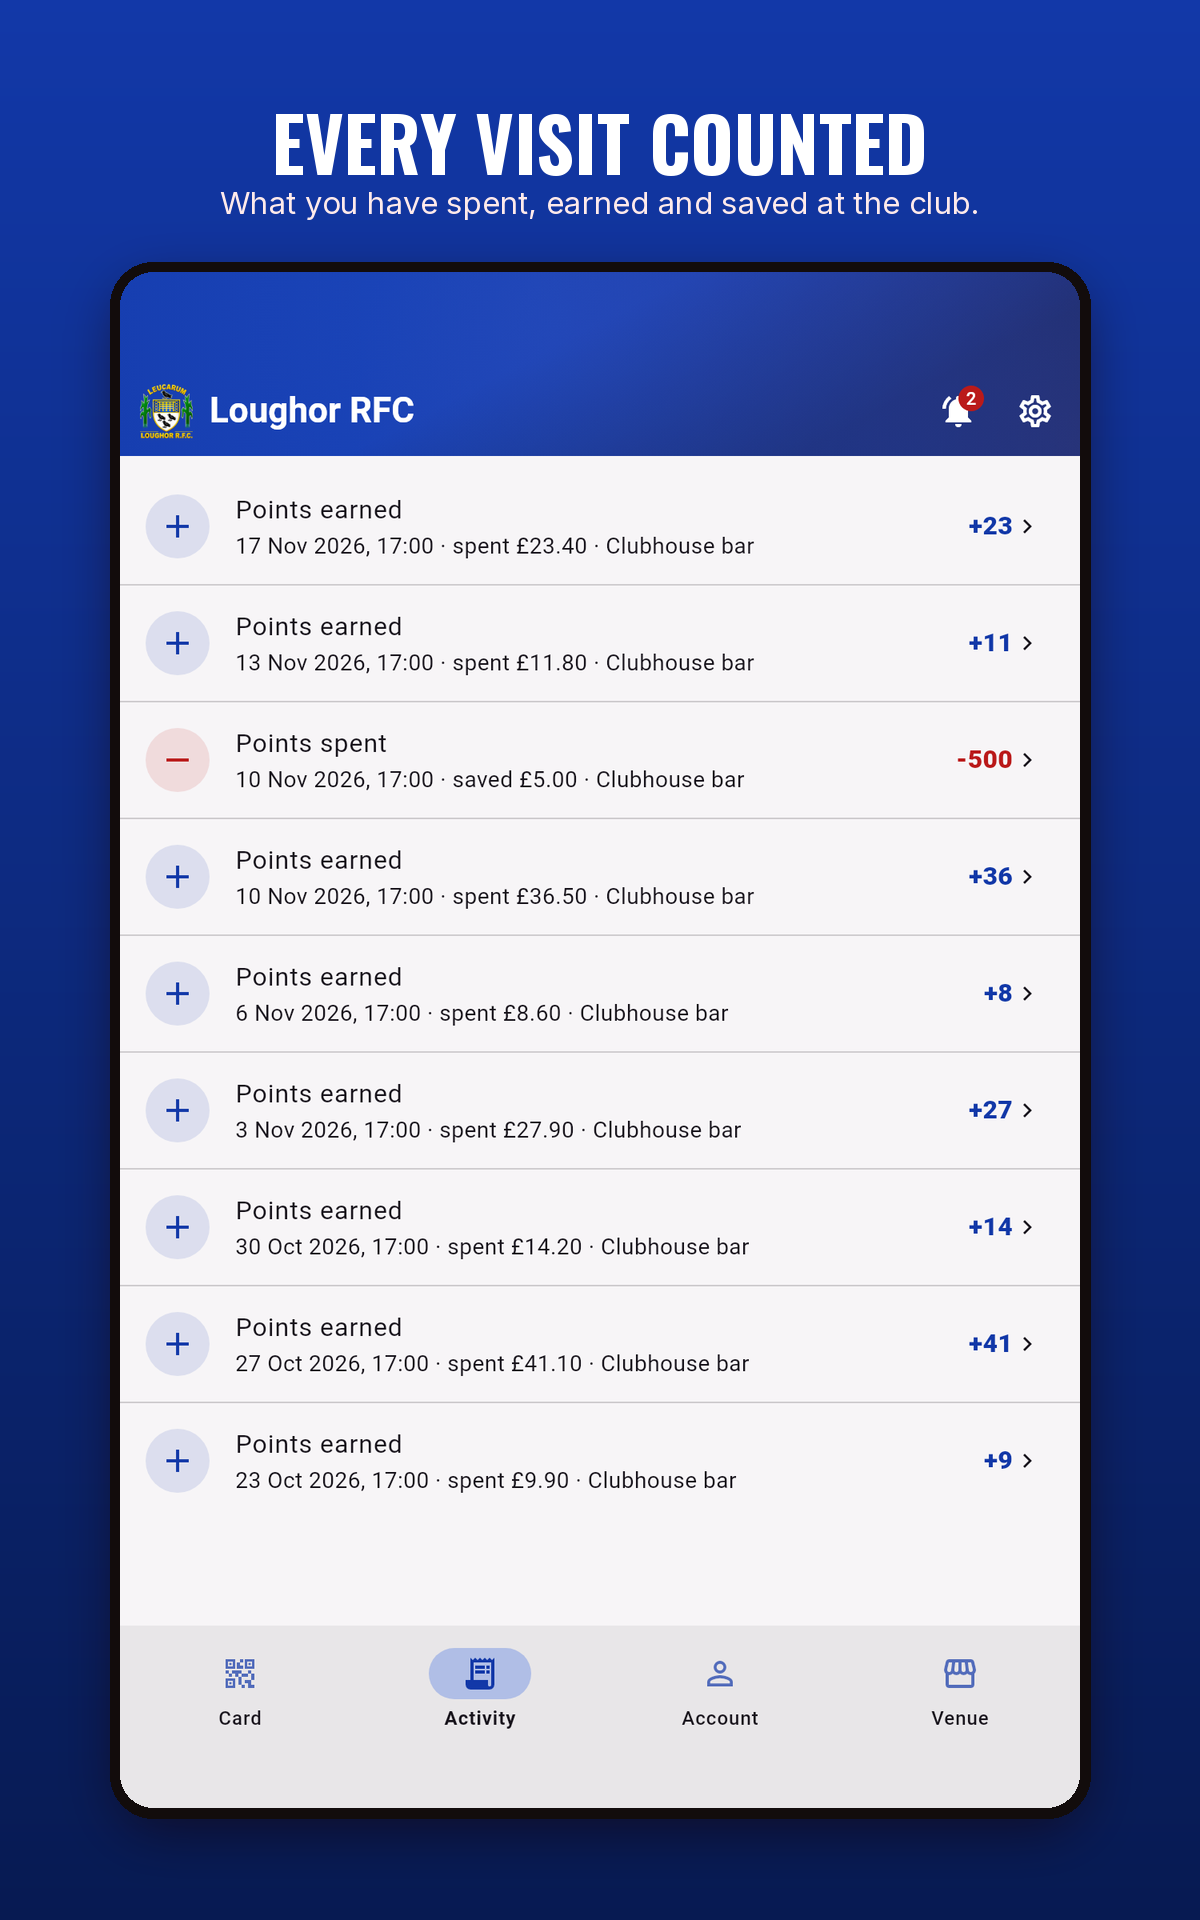 EVERY VISIT COUNTED
What you have spent, earned and saved at the club.
LEUCARUM
LOUGHOR R.F.C.
Loughor RFC
2
Points earned
17 Nov 2026, 17:00 · spent £23.40 · Clubhouse bar
+23
Points earned
13 Nov 2026, 17:00 · spent £11.80 · Clubhouse bar
+11
Points spent
10 Nov 2026, 17:00 · saved £5.00 · Clubhouse bar
-500
Points earned
10 Nov 2026, 17:00 · spent £36.50 · Clubhouse bar
+36
Points earned
6 Nov 2026, 17:00 · spent £8.60 · Clubhouse bar
+8
Points earned
3 Nov 2026, 17:00 · spent £27.90 · Clubhouse bar
+27
Points earned
30 Oct 2026, 17:00 · spent £14.20 · Clubhouse bar
+14
Points earned
27 Oct 2026, 17:00 · spent £41.10 · Clubhouse bar
+41
Points earned
23 Oct 2026, 17:00 · spent £9.90 · Clubhouse bar
+9
Card
Activity
Account
Venue